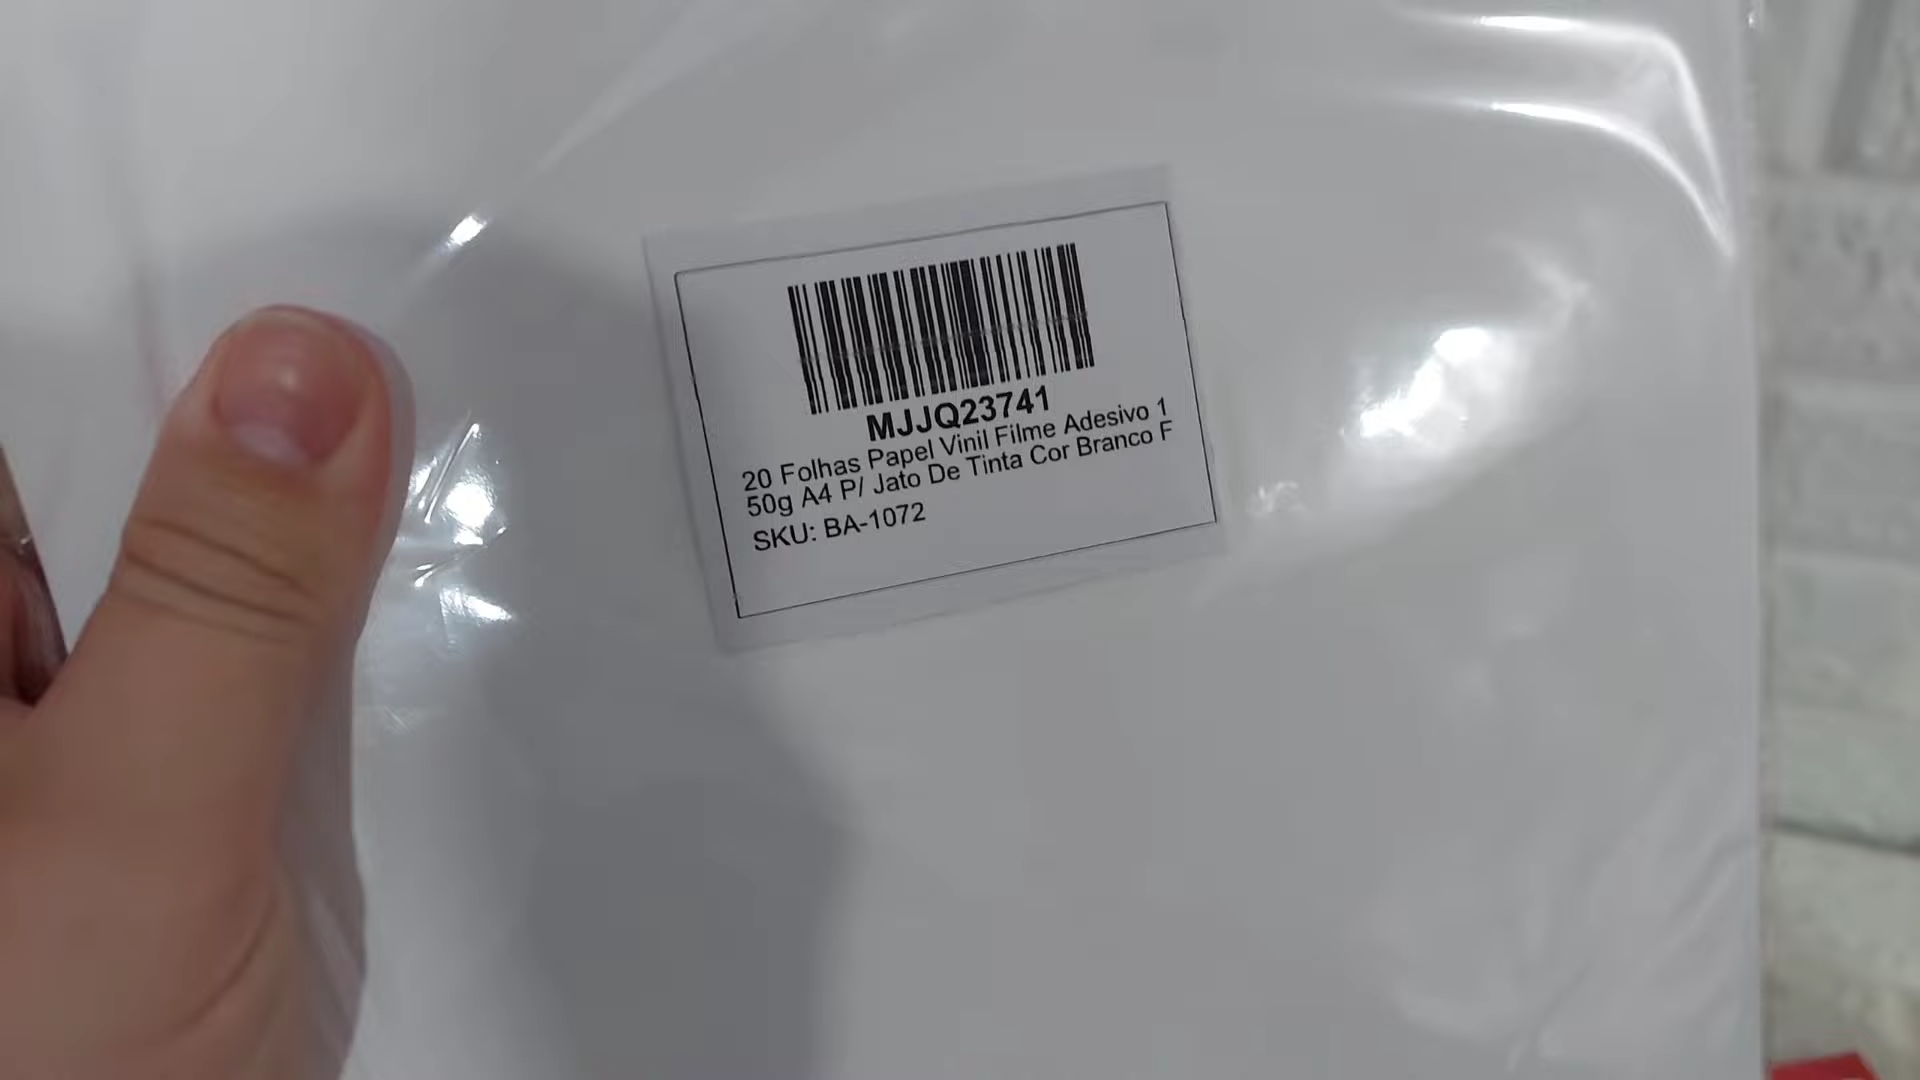 MJJQ23741
20 Folhas Papel Vinil Filme Adesivo 1
50g A4 P/ Jato De Tinta Cor Branco F
SKU: BA-1072